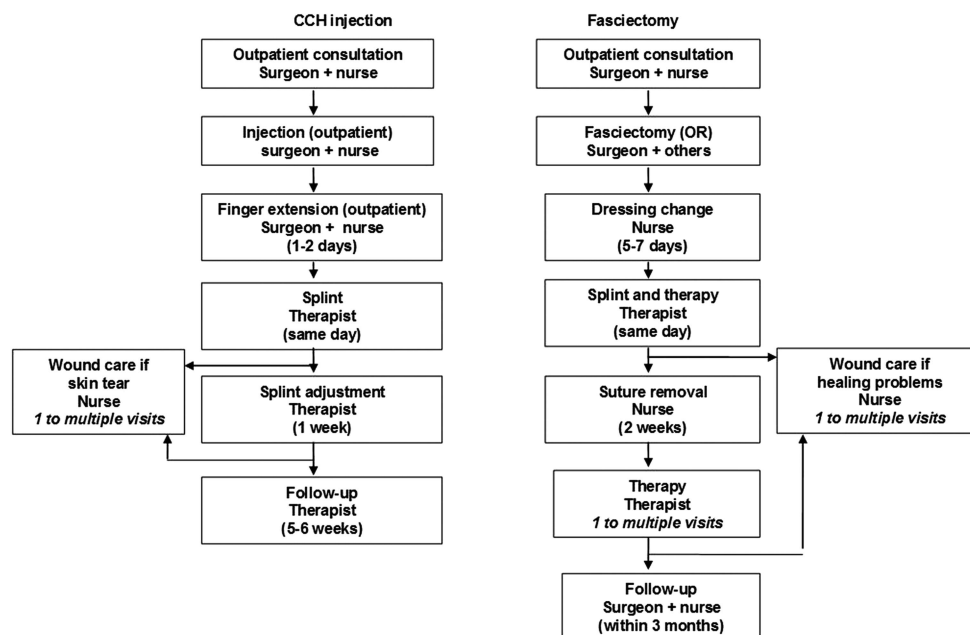 CCH injection
Outpatient consultation
Surgeon + nurse
Injection (outpatient)
surgeon + nurse
Finger extension (outpatient)
Surgeon + nurse
(1-2 days)
Splint
Therapist
(same day)
Wound care if
skin tear
Nurse
1 to multiple visits
Splint adjustment
Therapist
(1 week)
Follow-up
Therapist
(5-6 weeks)
Fasciectomy
Outpatient consultation
Surgeon + nurse
Fasciectomy (OR)
Surgeon + others
Dressing change
Nurse
(5-7 days)
Splint and therapy
Therapist
(same day)
Wound care if
healing problems
Nurse
1 to multiple visits
Suture removal
Nurse
(2 weeks)
Therapy
Therapist
1 to multiple visits
Follow-up
Surgeon + nurse
(within 3 months)